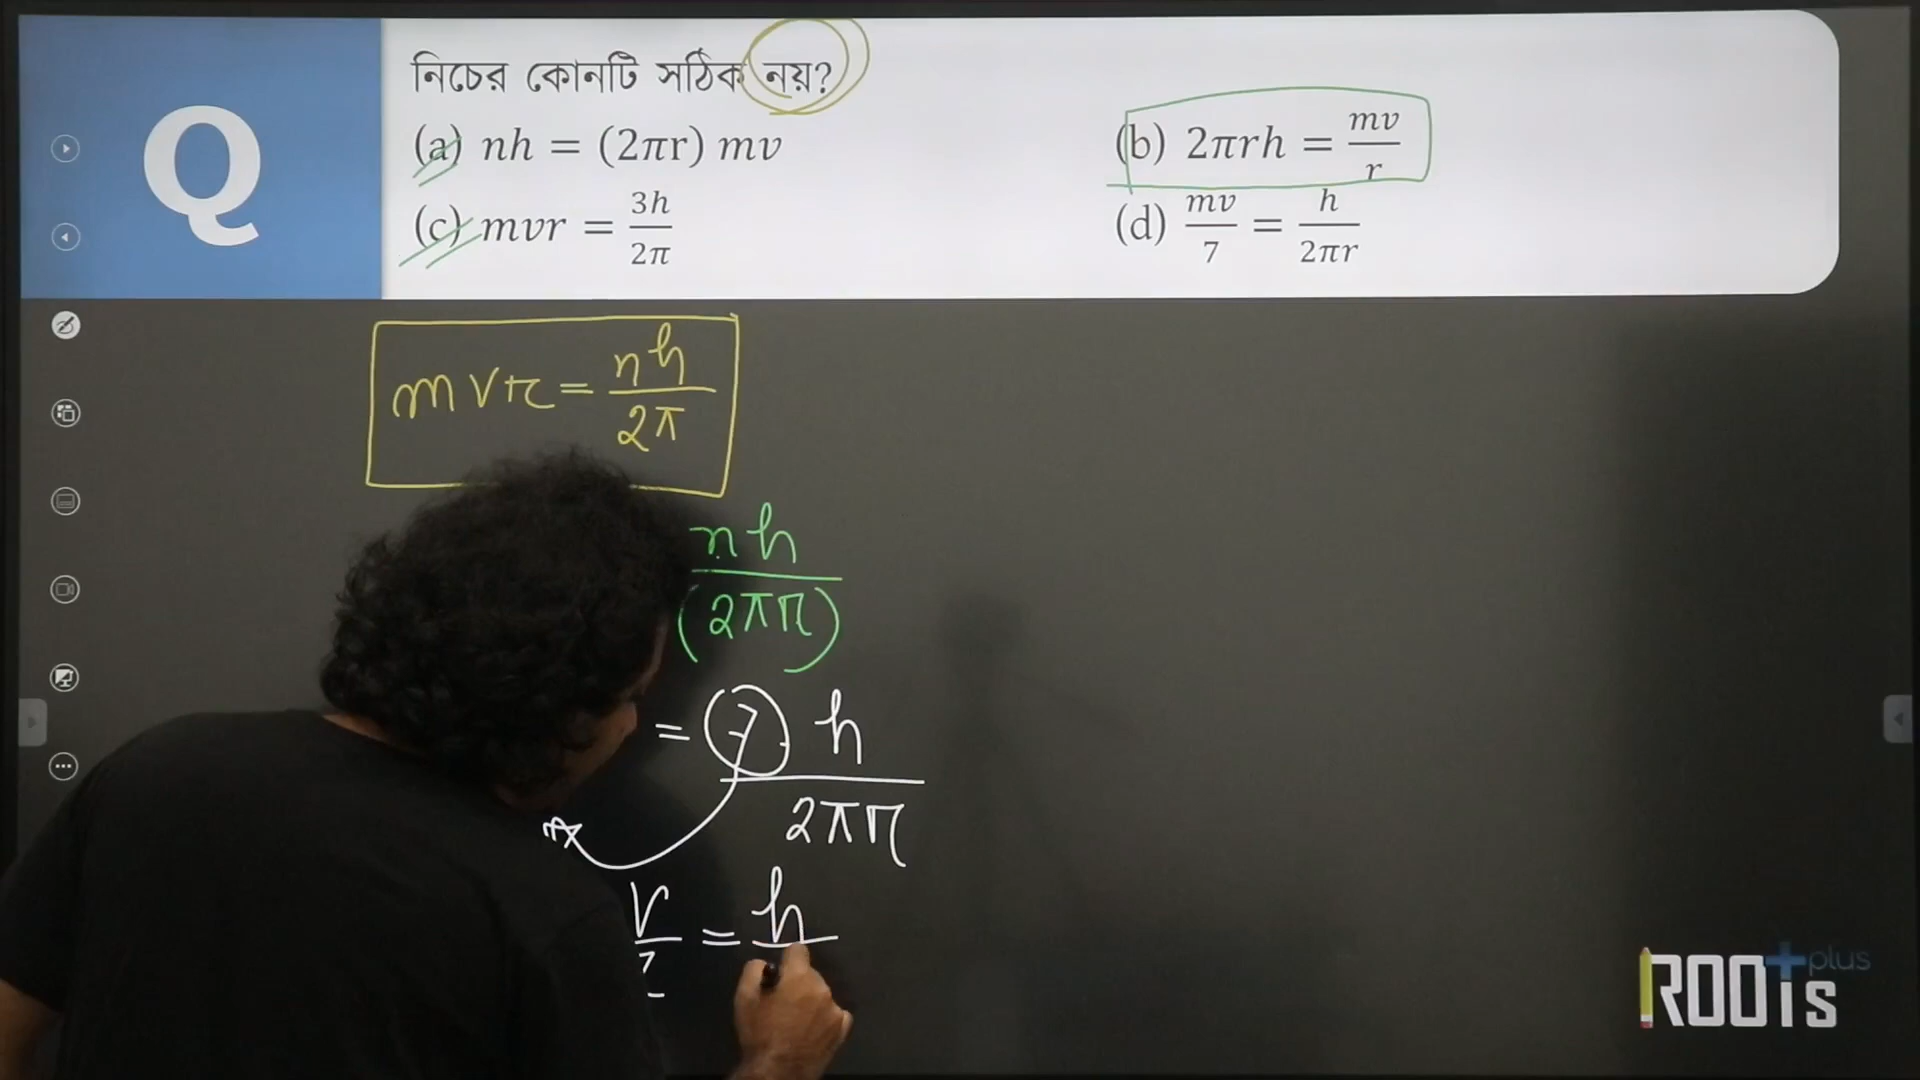 Q
নিচের কোনটি সঠিক নয়?
(a) nh = (2πr) mv
(b) 2πrh = mv/r
(c) mvr = 3h/2π
(d) mv/7 = h/2πr
mvr = nh/2π
nh/(2πr)
= 7 h/2πr
v/7 = h
ROOTs plus